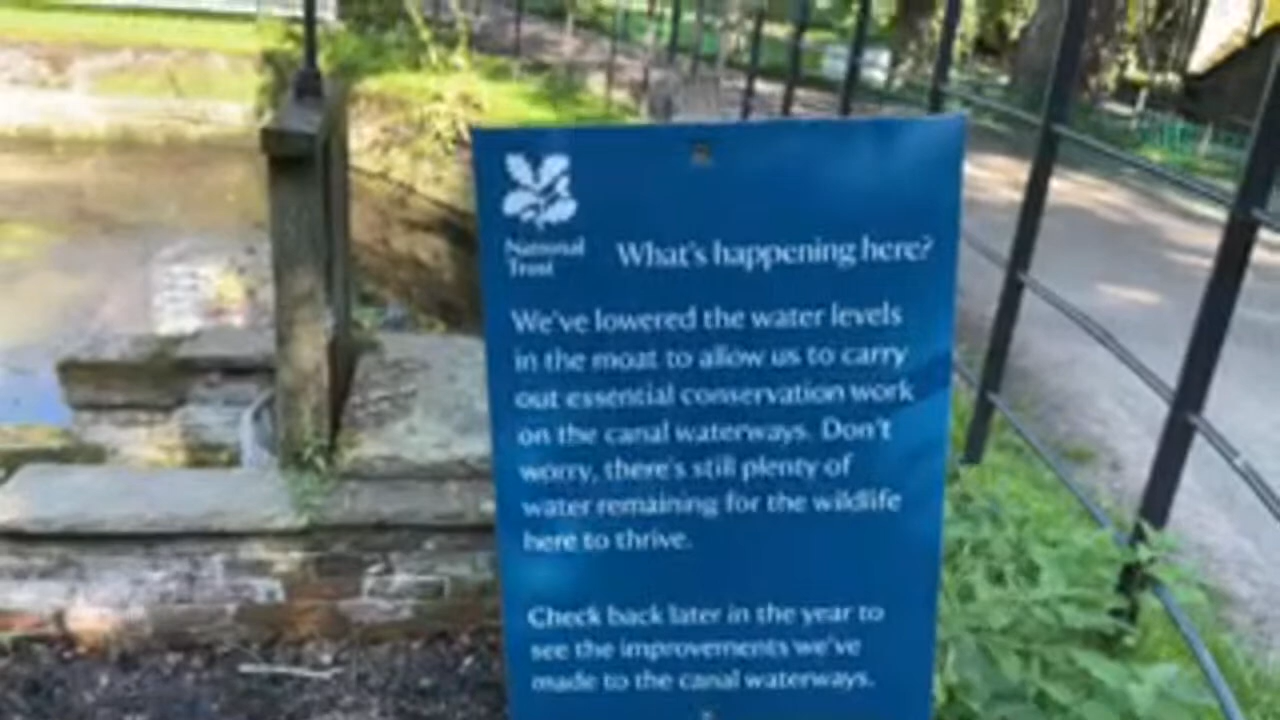 National
Trust
What's happening here?
We've lowered the water levels
in the moat to allow us to carry
out essential conservation work
on the canal waterways. Don't
worry, there's still plenty of
water remaining for the wildlife
here to thrive.
Check back later in the year to
see the improvements we've
made to the canal waterways.